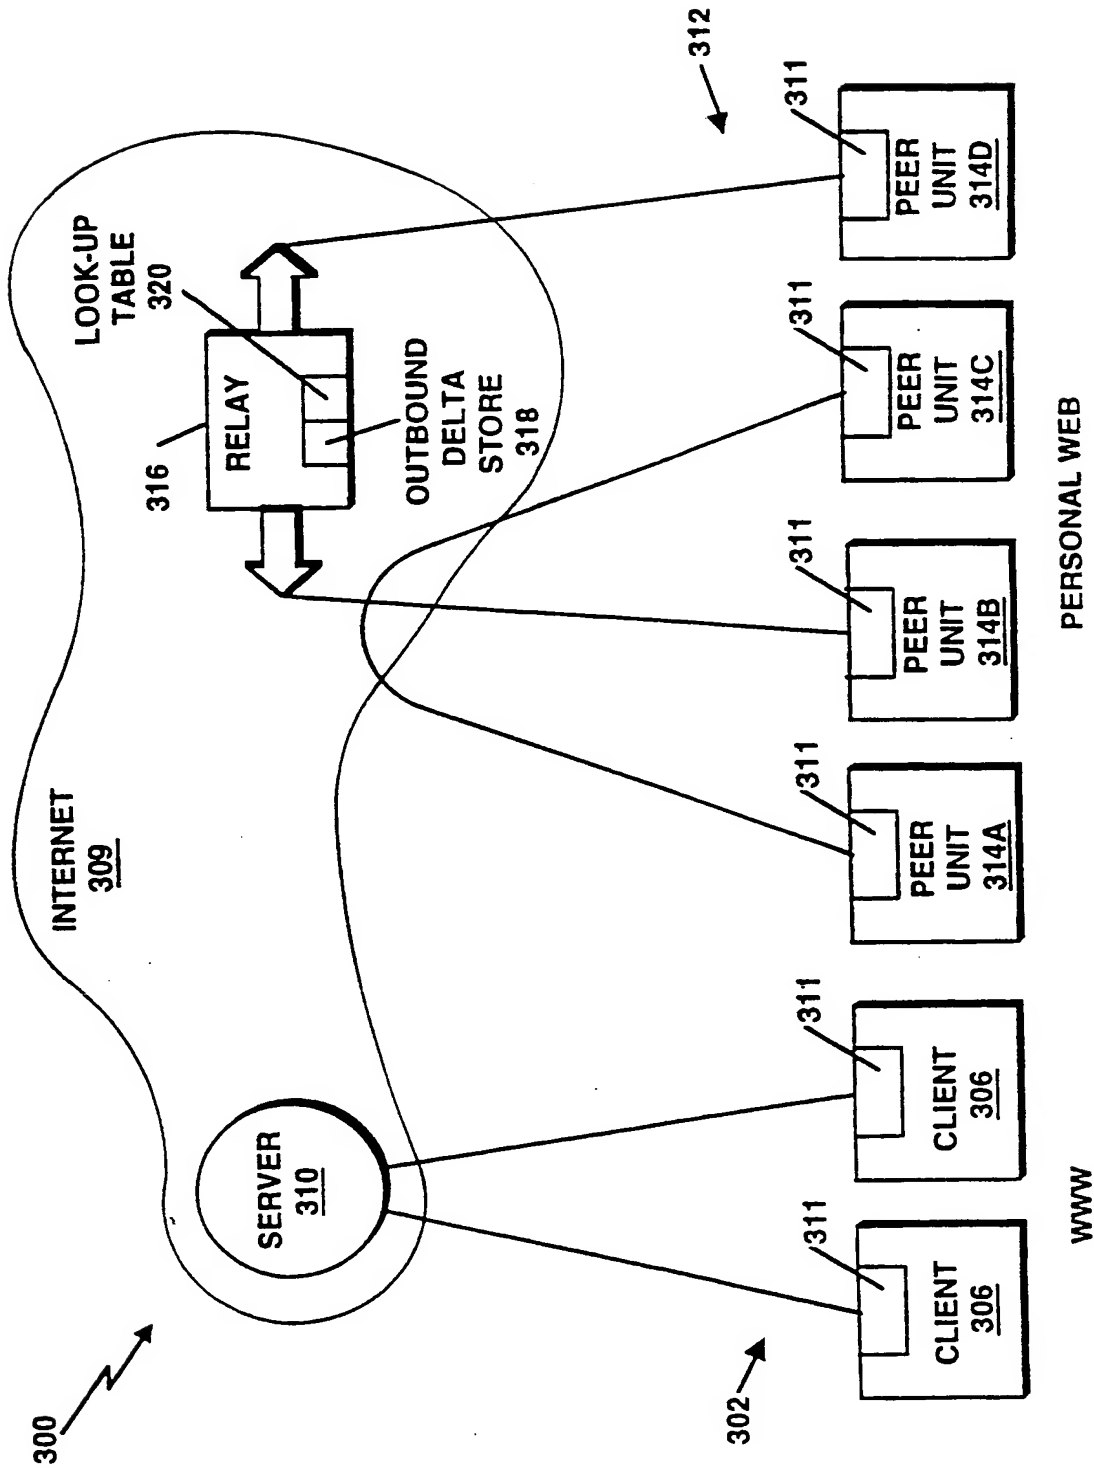 300
INTERNET
309
SERVER
310
316
RELAY
LOOK-UP
TABLE
320
OUTBOUND
DELTA
STORE
318
302
312
311
CLIENT
306
311
CLIENT
306
311
PEER
UNIT
314A
311
PEER
UNIT
314B
311
PEER
UNIT
314C
311
PEER
UNIT
314D
WWW
PERSONAL WEB